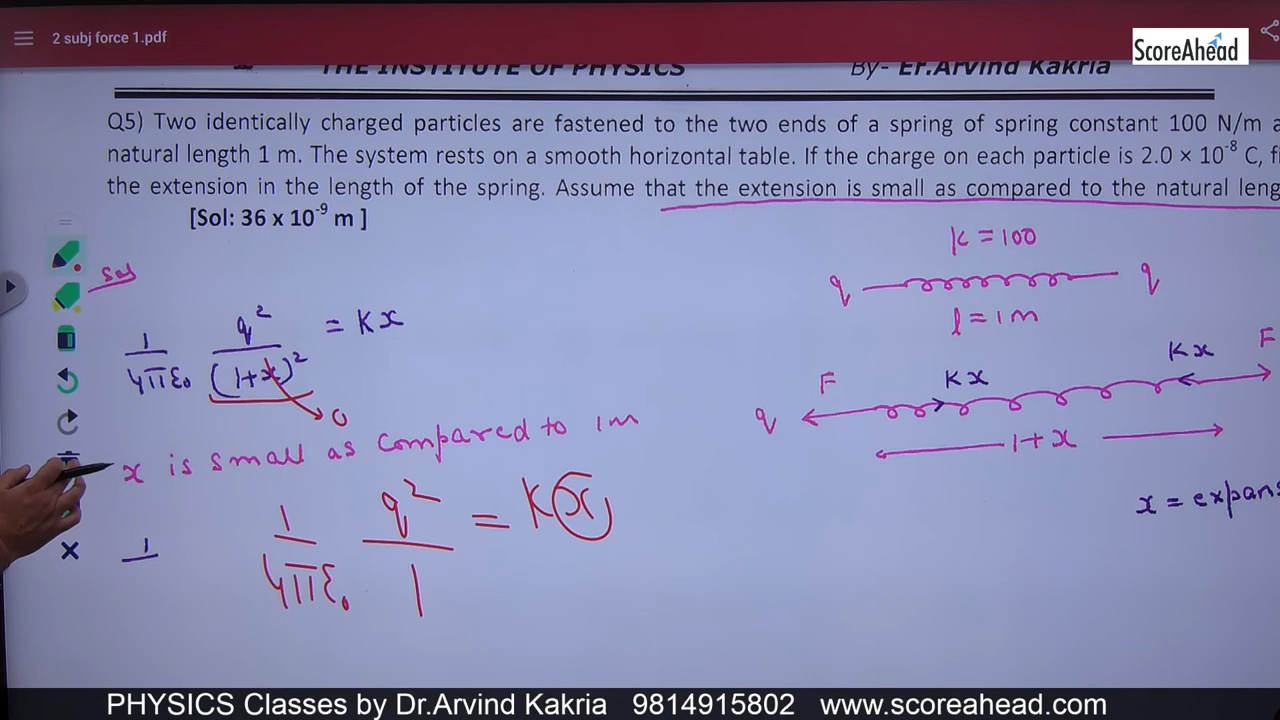 2 subj force 1.pdf
ScoreAhead
THE INSTITUTE OF PHYSICS By- Er.Arvind Kakria
Q5) Two identically charged particles are fastened to the two ends of a spring of spring constant 100 N/m a
natural length 1 m. The system rests on a smooth horizontal table. If the charge on each particle is 2.0 × 10⁻⁸ C, fi
the extension in the length of the spring. Assume that the extension is small as compared to the natural leng
[Sol: 36 x 10⁻⁹ m ]
Sol
1/4πε₀ q²/(1+x)² = Kx
0
x is small as compared to 1m
1/4πε₀ q²/1 = Kx
1
K = 100
q q
l = 1m
F Kx Kx F
q
1+x
x = expans
PHYSICS Classes by Dr.Arvind Kakria 9814915802 www.scoreahead.com